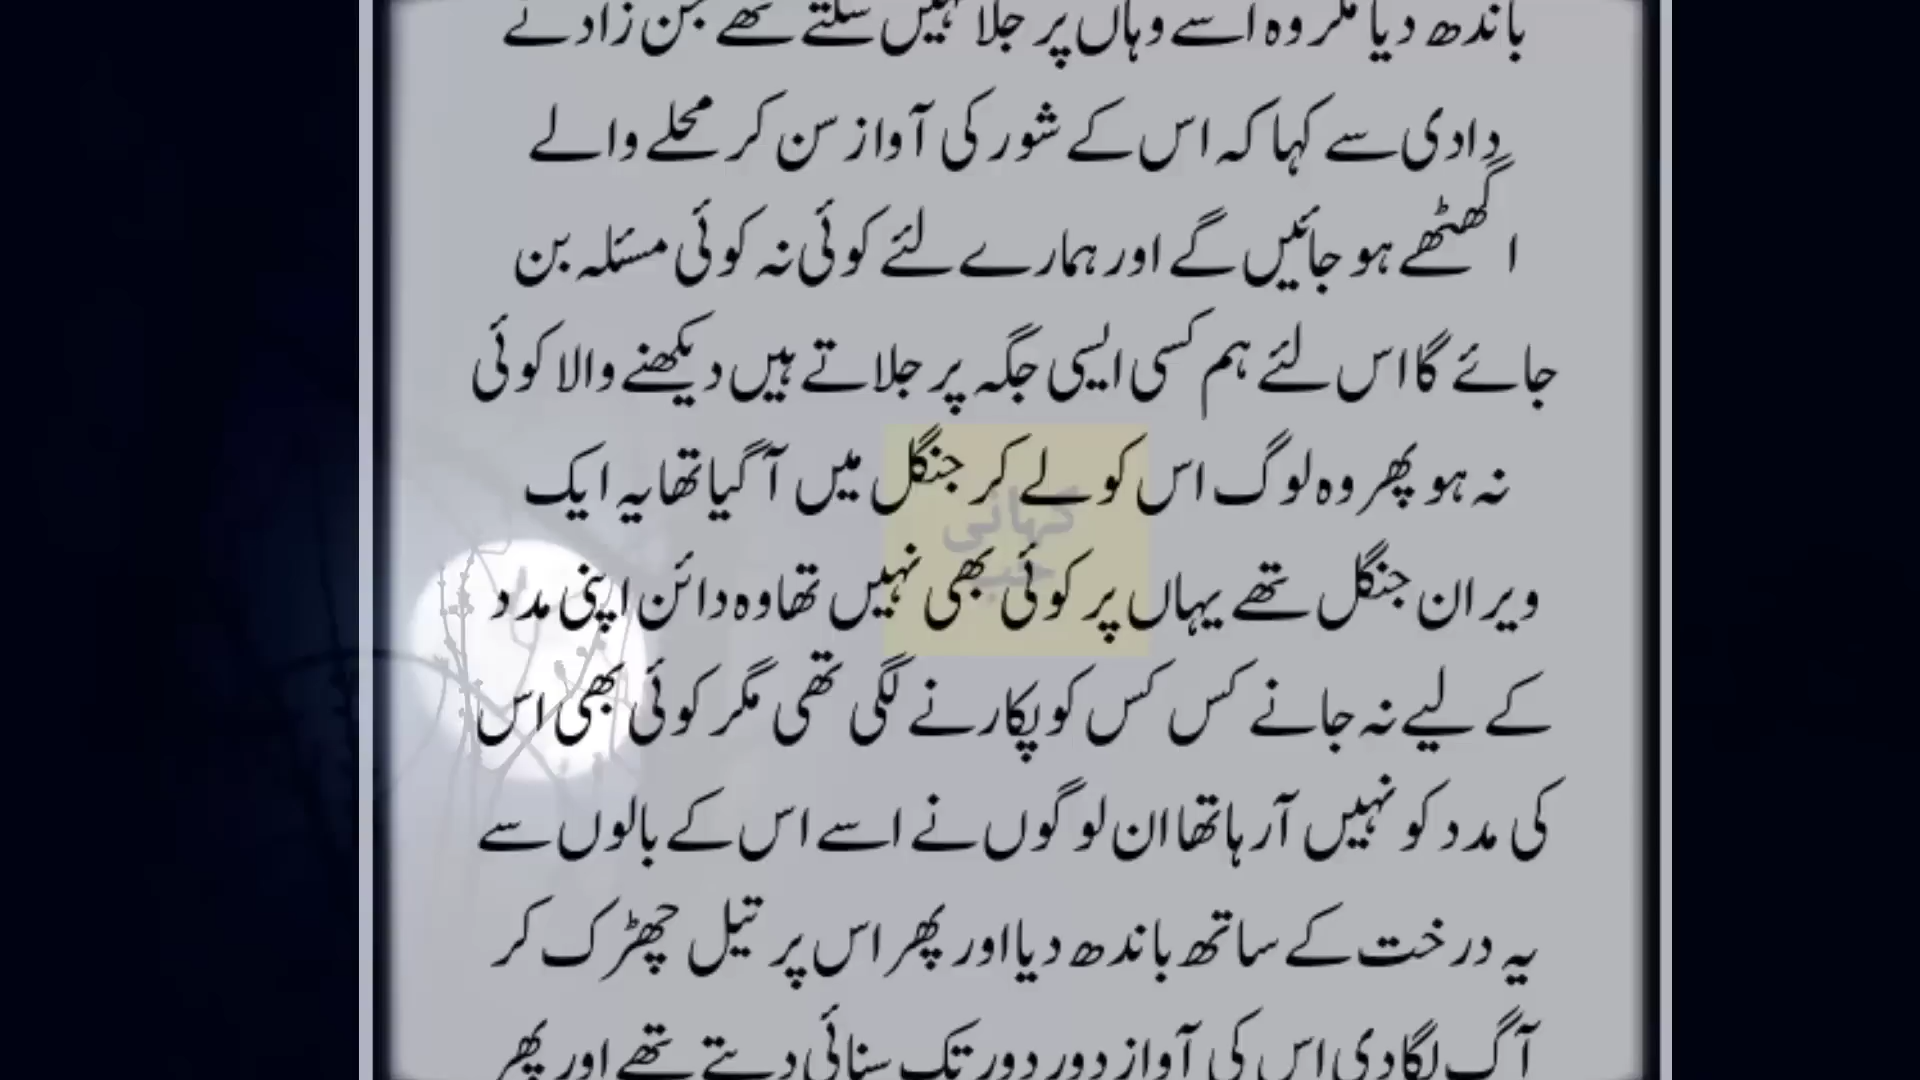 باندھ دیا مگر وہ اسے وہاں پر جلا نہیں سکتے تھے جن زادے
دادی سے کہا کہ اس کے شور کی آواز سن کر محلے والے
اکھٹے ہو جائیں گے اور ہمارے لئے کوئی نہ کوئی مسئلہ بن
جائے گا اس لئے ہم کسی ایسی جگہ پر جلاتے ہیں دیکھنے والا کوئی
نہ ہو پھر وہ لوگ اس کو لے کر جنگل میں آ گیا تھا یہ ایک
ویران جنگل تھے یہاں پر کوئی بھی نہیں تھا وہ دائن اپنی مدد
کے لیے نہ جانے کس کس کو پکارنے لگی تھی مگر کوئی بھی اس
کی مدد کو نہیں آ رہا تھا ان لوگوں نے اسے اس کے بالوں سے
یہ درخت کے ساتھ باندھ دیا اور پھر اس پر تیل چھڑک کر
آگ لگا دی اس کی آواز دور دور تک سنائی دیتے تھے اور پھر
کہانی